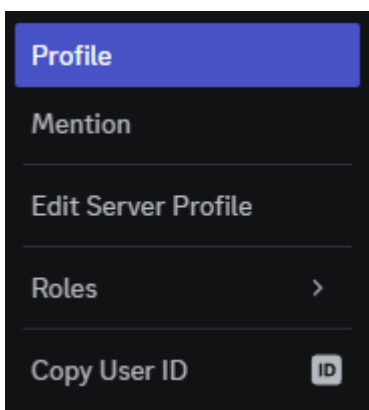 Profile
Mention
Edit Server Profile
Roles
Copy User ID ID